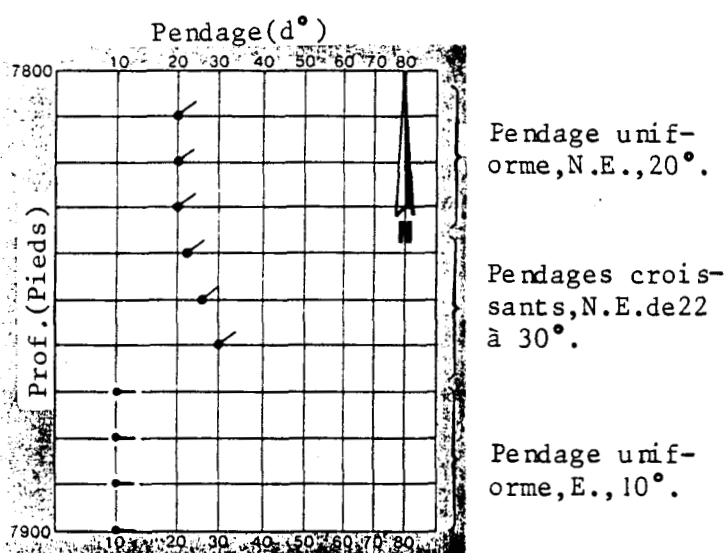 Pendage(d°)
10 20 30 40 50° 60 70 80
7800
Prof.(Pieds)
N
7900
10 20 30 40 50 60 70 80
Pendage unif-
orme,N.E.,20°.
Pendages crois-
sants,N.E.de22
à 30°.
Pendage unif-
orme,E.,10°.